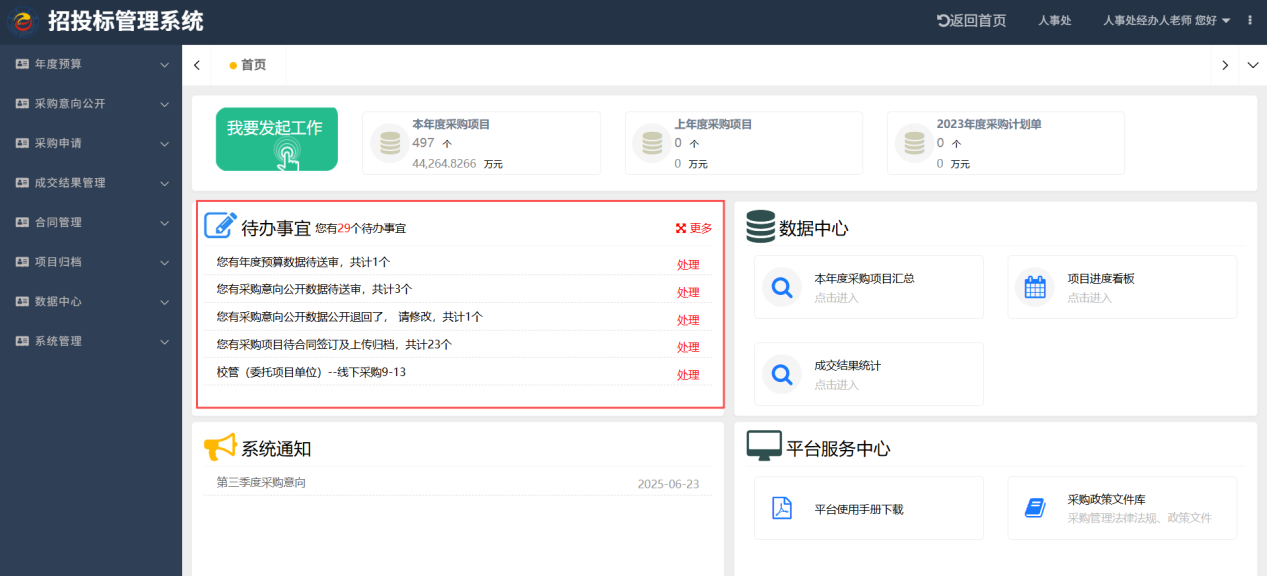 招投标管理系统
返回首页
人事处
人事处经办人老师 您好
年度预算
采购意向公开
采购申请
成交结果管理
合同管理
项目归档
数据中心
系统管理
首页
我要发起工作
本年度采购项目
497 个
44,264.8266 万元
上年度采购项目
0 个
0 万元
2023年度采购计划单
0 个
0 万元
待办事宜 您有29个待办事宜
更多
您有年度预算数据待送审，共计1个
处理
您有采购意向公开数据待送审，共计3个
处理
您有采购意向公开数据公开退回了， 请修改，共计1个
处理
您有采购项目待合同签订及上传归档，共计23个
处理
校管（委托项目单位）--线下采购9-13
处理
数据中心
本年度采购项目汇总
点击进入
项目进度看板
点击进入
成交结果统计
点击进入
系统通知
第三季度采购意向
2025-06-23
平台服务中心
平台使用手册下载
采购政策文件库
采购管理法律法规、政策文件